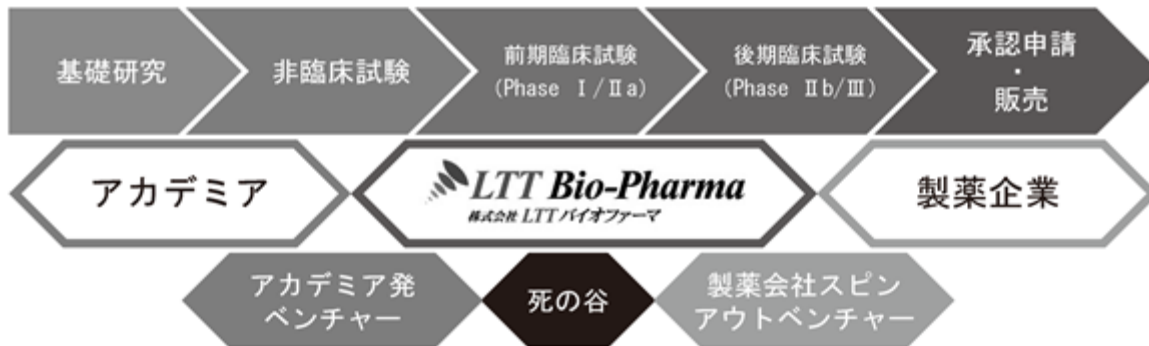 基礎研究
非臨床試験
前期臨床試験
(Phase Ⅰ/Ⅱa)
後期臨床試験
(Phase Ⅱb/Ⅲ)
承認申請
・
販売
アカデミア
LTT Bio-Pharma
株式会社 LTTバイオファーマ
製薬企業
アカデミア発
ベンチャー
死の谷
製薬会社スピン
アウトベンチャー